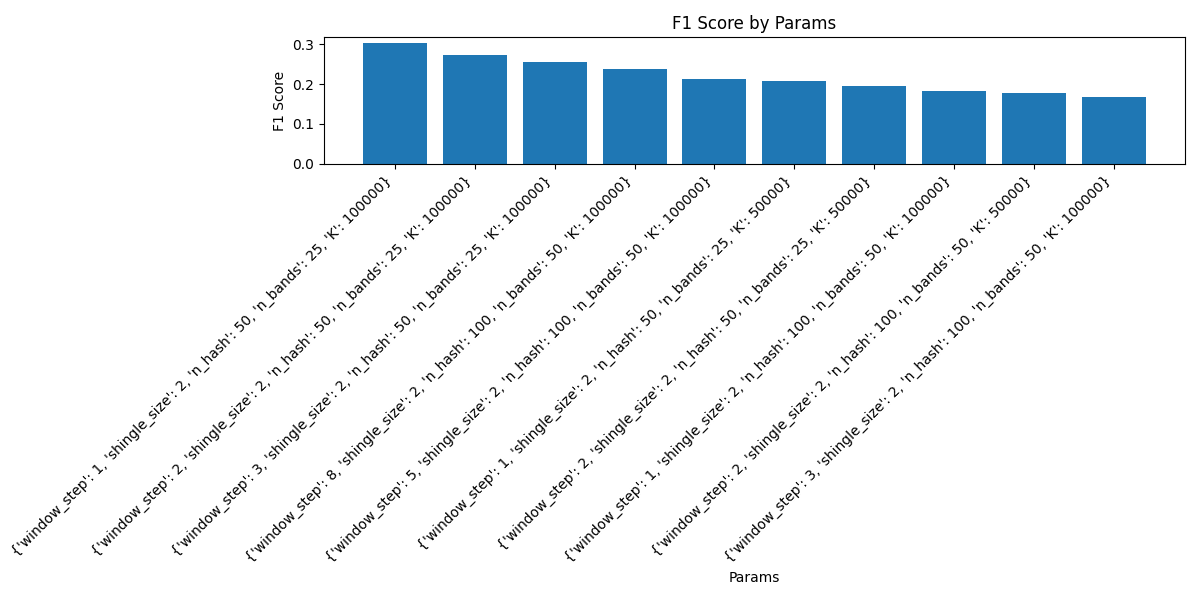 F1 Score by Params
F1 Score
0.3
0.2
0.1
0.0
{'window_step': 1, 'shingle_size': 2, 'n_hash': 50, 'n_bands': 25, 'K': 100000}
{'window_step': 2, 'shingle_size': 2, 'n_hash': 50, 'n_bands': 25, 'K': 100000}
{'window_step': 3, 'shingle_size': 2, 'n_hash': 50, 'n_bands': 25, 'K': 100000}
{'window_step': 8, 'shingle_size': 2, 'n_hash': 100, 'n_bands': 50, 'K': 100000}
{'window_step': 5, 'shingle_size': 2, 'n_hash': 100, 'n_bands': 50, 'K': 100000}
{'window_step': 1, 'shingle_size': 2, 'n_hash': 50, 'n_bands': 25, 'K': 50000}
{'window_step': 2, 'shingle_size': 2, 'n_hash': 50, 'n_bands': 25, 'K': 50000}
{'window_step': 1, 'shingle_size': 2, 'n_hash': 100, 'n_bands': 50, 'K': 100000}
{'window_step': 2, 'shingle_size': 2, 'n_hash': 100, 'n_bands': 50, 'K': 50000}
{'window_step': 3, 'shingle_size': 2, 'n_hash': 100, 'n_bands': 50, 'K': 100000}
Params